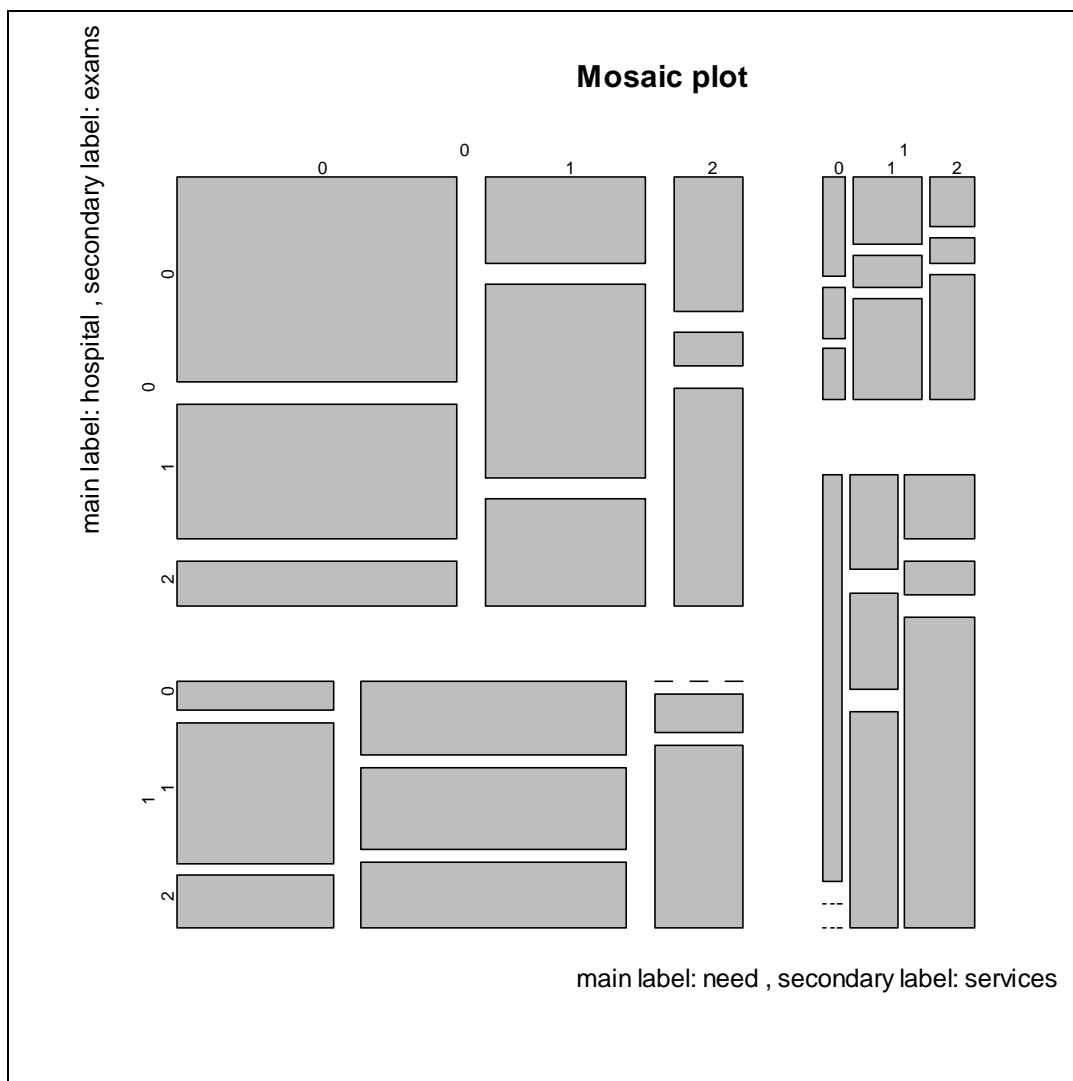 Mosaic plot
main label: hospital , secondary label: exams
0 1
0 1 2 0 1 2
0
0
1
2
0
1
1
2
main label: need , secondary label: services